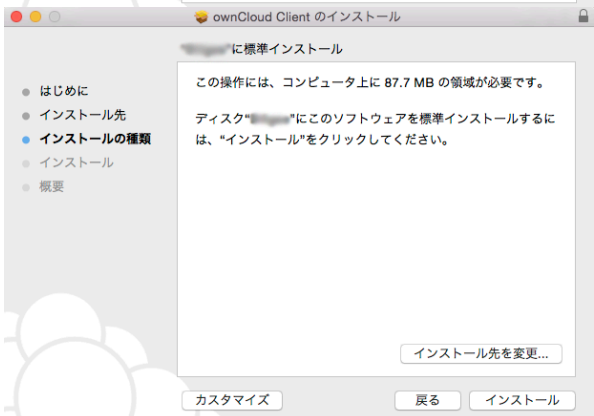 ownCloud Client のインストール
“ ”に標準インストール
はじめに
インストール先
インストールの種類
インストール
概要
この操作には、コンピュータ上に 87.7 MB の領域が必要です。
ディスク“ ”にこのソフトウェアを標準インストールするに
は、“インストール”をクリックしてください。
インストール先を変更...
カスタマイズ
戻る
インストール